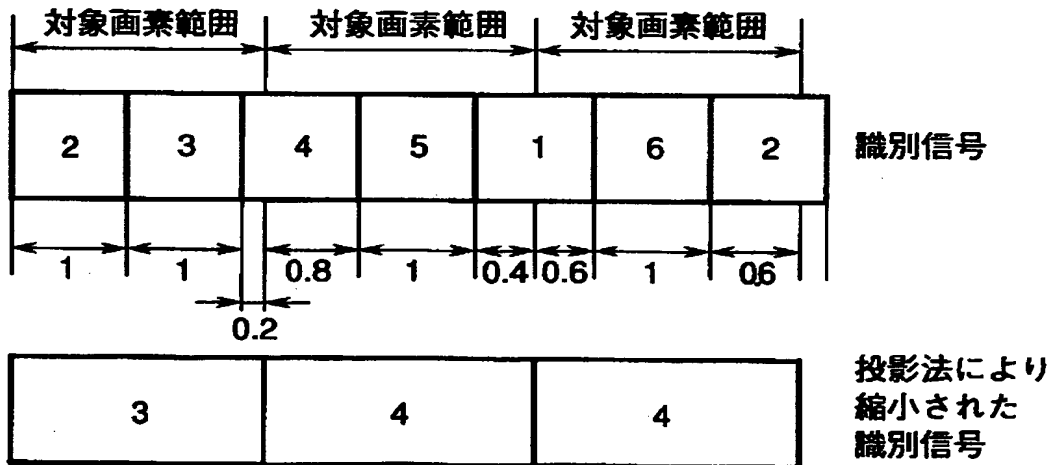 対象画素範囲 対象画素範囲 対象画素範囲
2 3 4 5 1 6 2 識別信号
1 1 0.8 1 0.4 0.6 1 0.6
0.2
3 4 4
投影法により
縮小された
識別信号